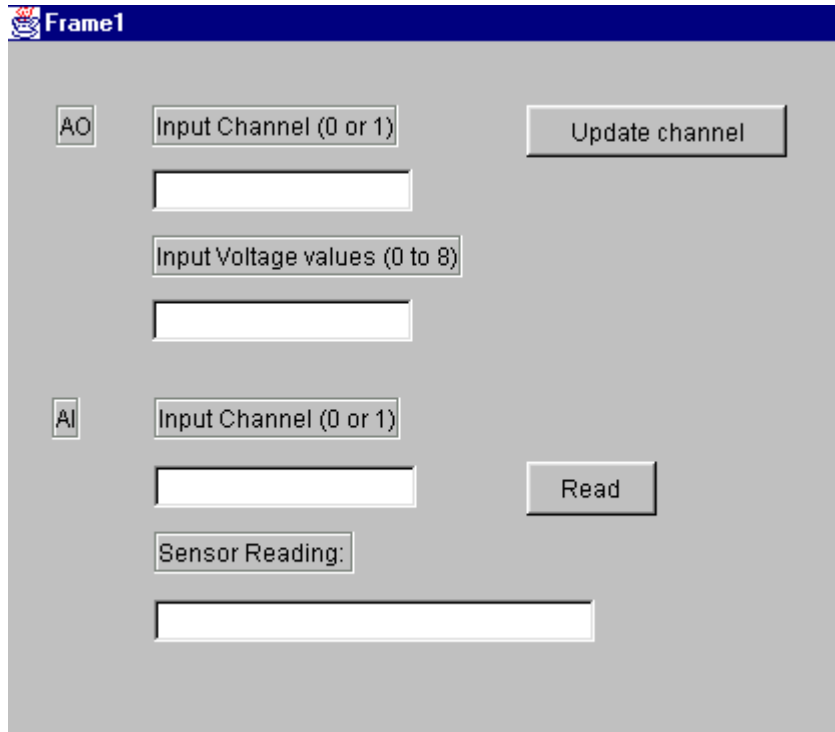 Frame1
AO
Input Channel (0 or 1)
Update channel
Input Voltage values (0 to 8)
AI
Input Channel (0 or 1)
Read
Sensor Reading: